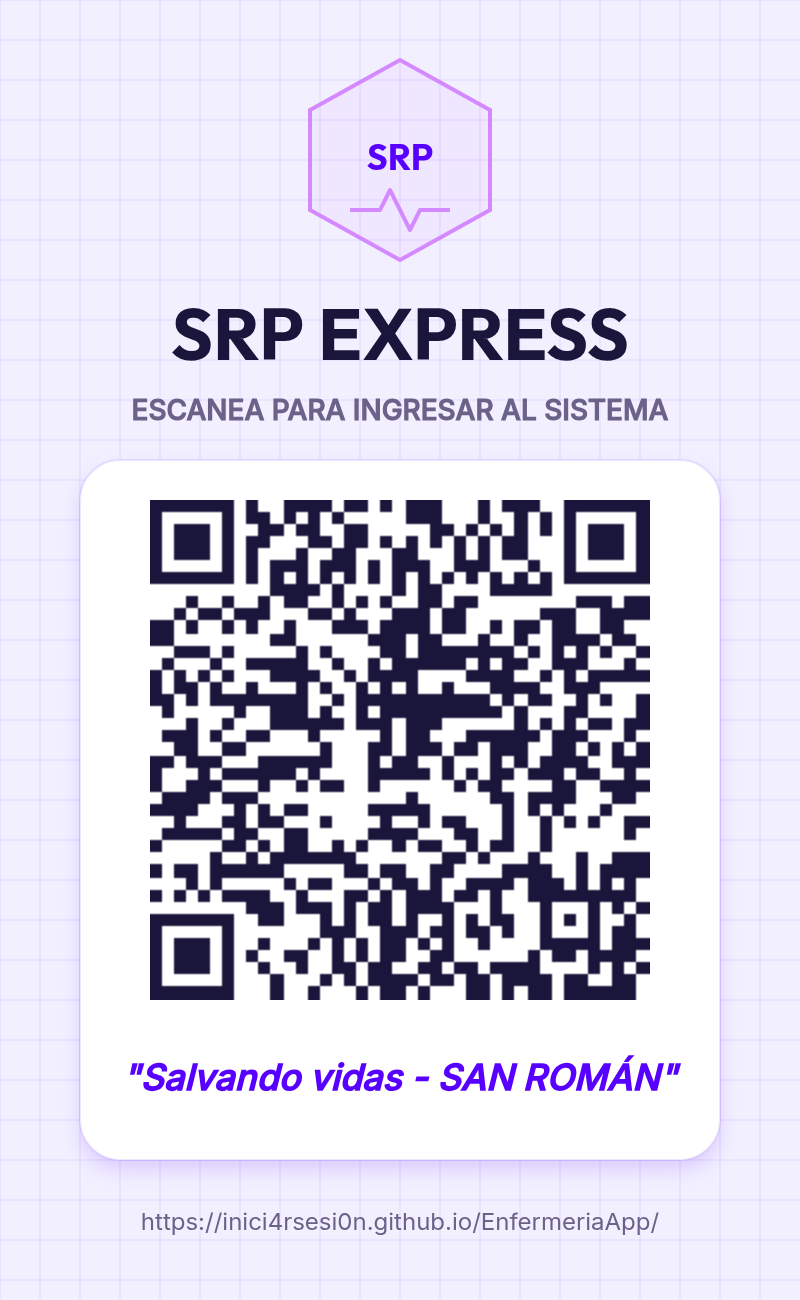 SRP
SRP EXPRESS
ESCANEA PARA INGRESAR AL SISTEMA
"Salvando vidas - SAN ROMÁN"
https://inici4rsesi0n.github.io/EnfermeriaApp/